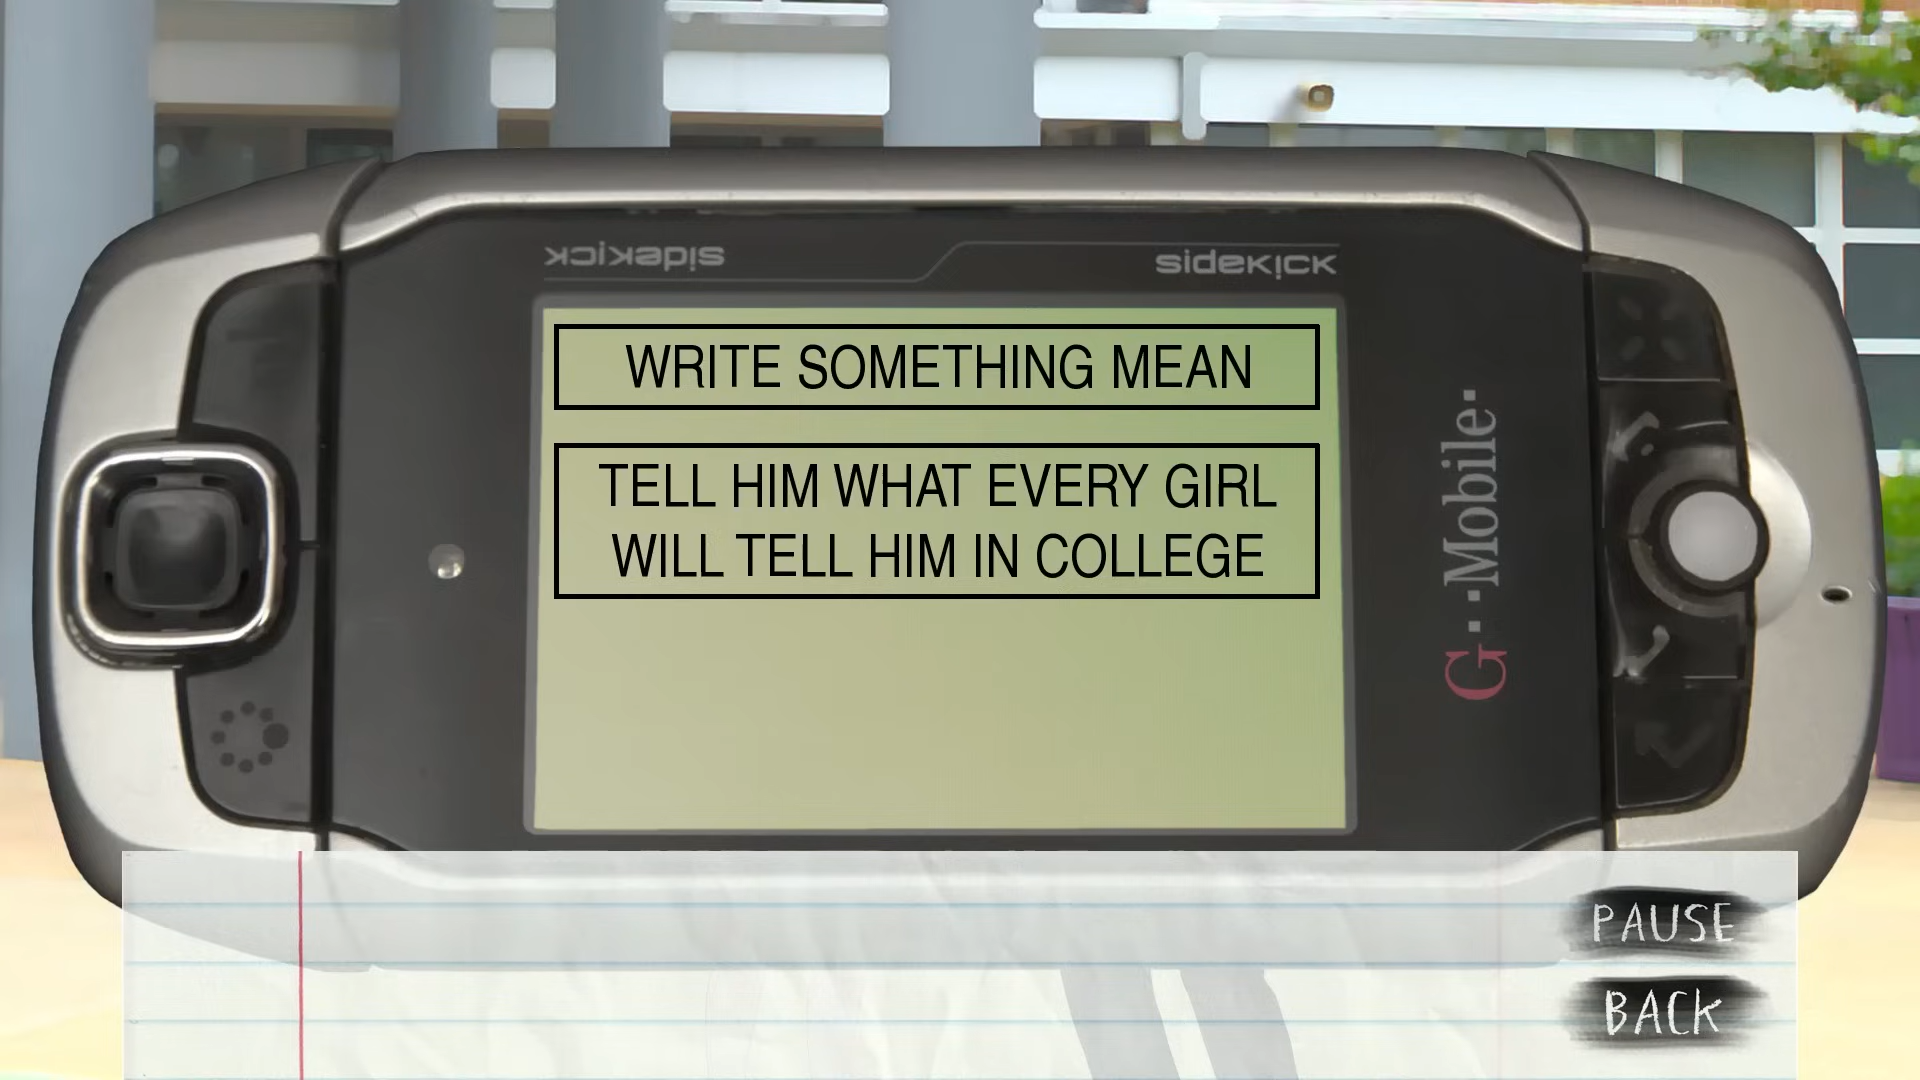 sidekick
sidekick
WRITE SOMETHING MEAN
TELL HIM WHAT EVERY GIRL
WILL TELL HIM IN COLLEGE
G··Mobile·
PAUSE
BACK